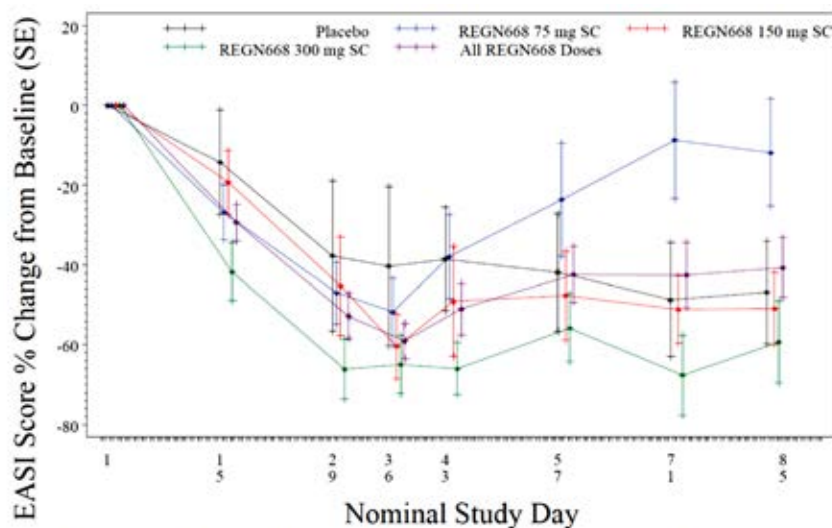 Placebo
REGN668 75 mg SC
REGN668 150 mg SC
REGN668 300 mg SC
All REGN668 Doses
EASI Score % Change from Baseline (SE)
20
0
-20
-40
-60
-80
1 1 2 3 4 5 7 8
5 9 6 3 7 1 5
Nominal Study Day